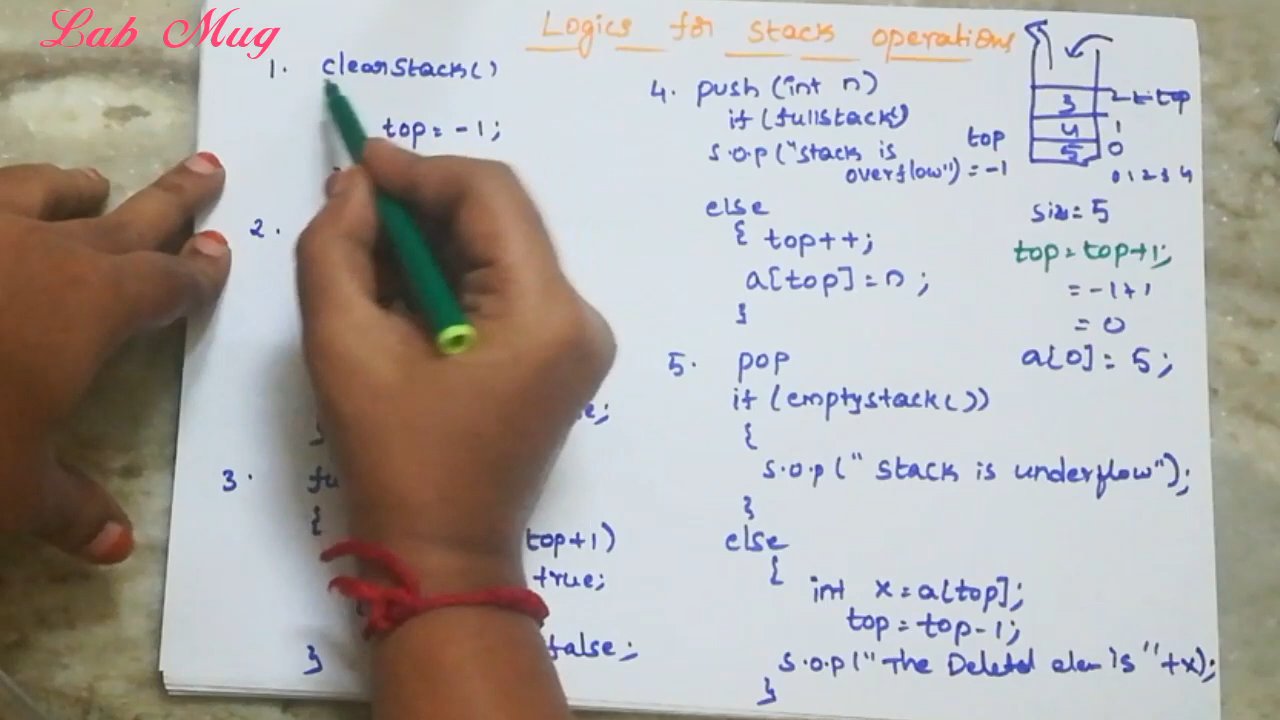 Lab Mug
Logics for stack operations
1. clearStack()
top = -1;
2.
3.
{
top+1)
true;
false;
}
4. push (int n)
if (fullstack)
s.o.p ("stack is
overflow")
else
{ top++;
a[top] = n ;
}
5. pop
if (emptystack())
{
s.o.p (" stack is underflow");
}
else
{
int x = a[top];
top = top-1;
s.o.p (" The Deleted elem is "+x);
}
3 2
4 1
5 0
top
= -1
0 1 2 3 4
size = 5
top = top+1;
= -1+1
= 0
a[0] = 5 ;